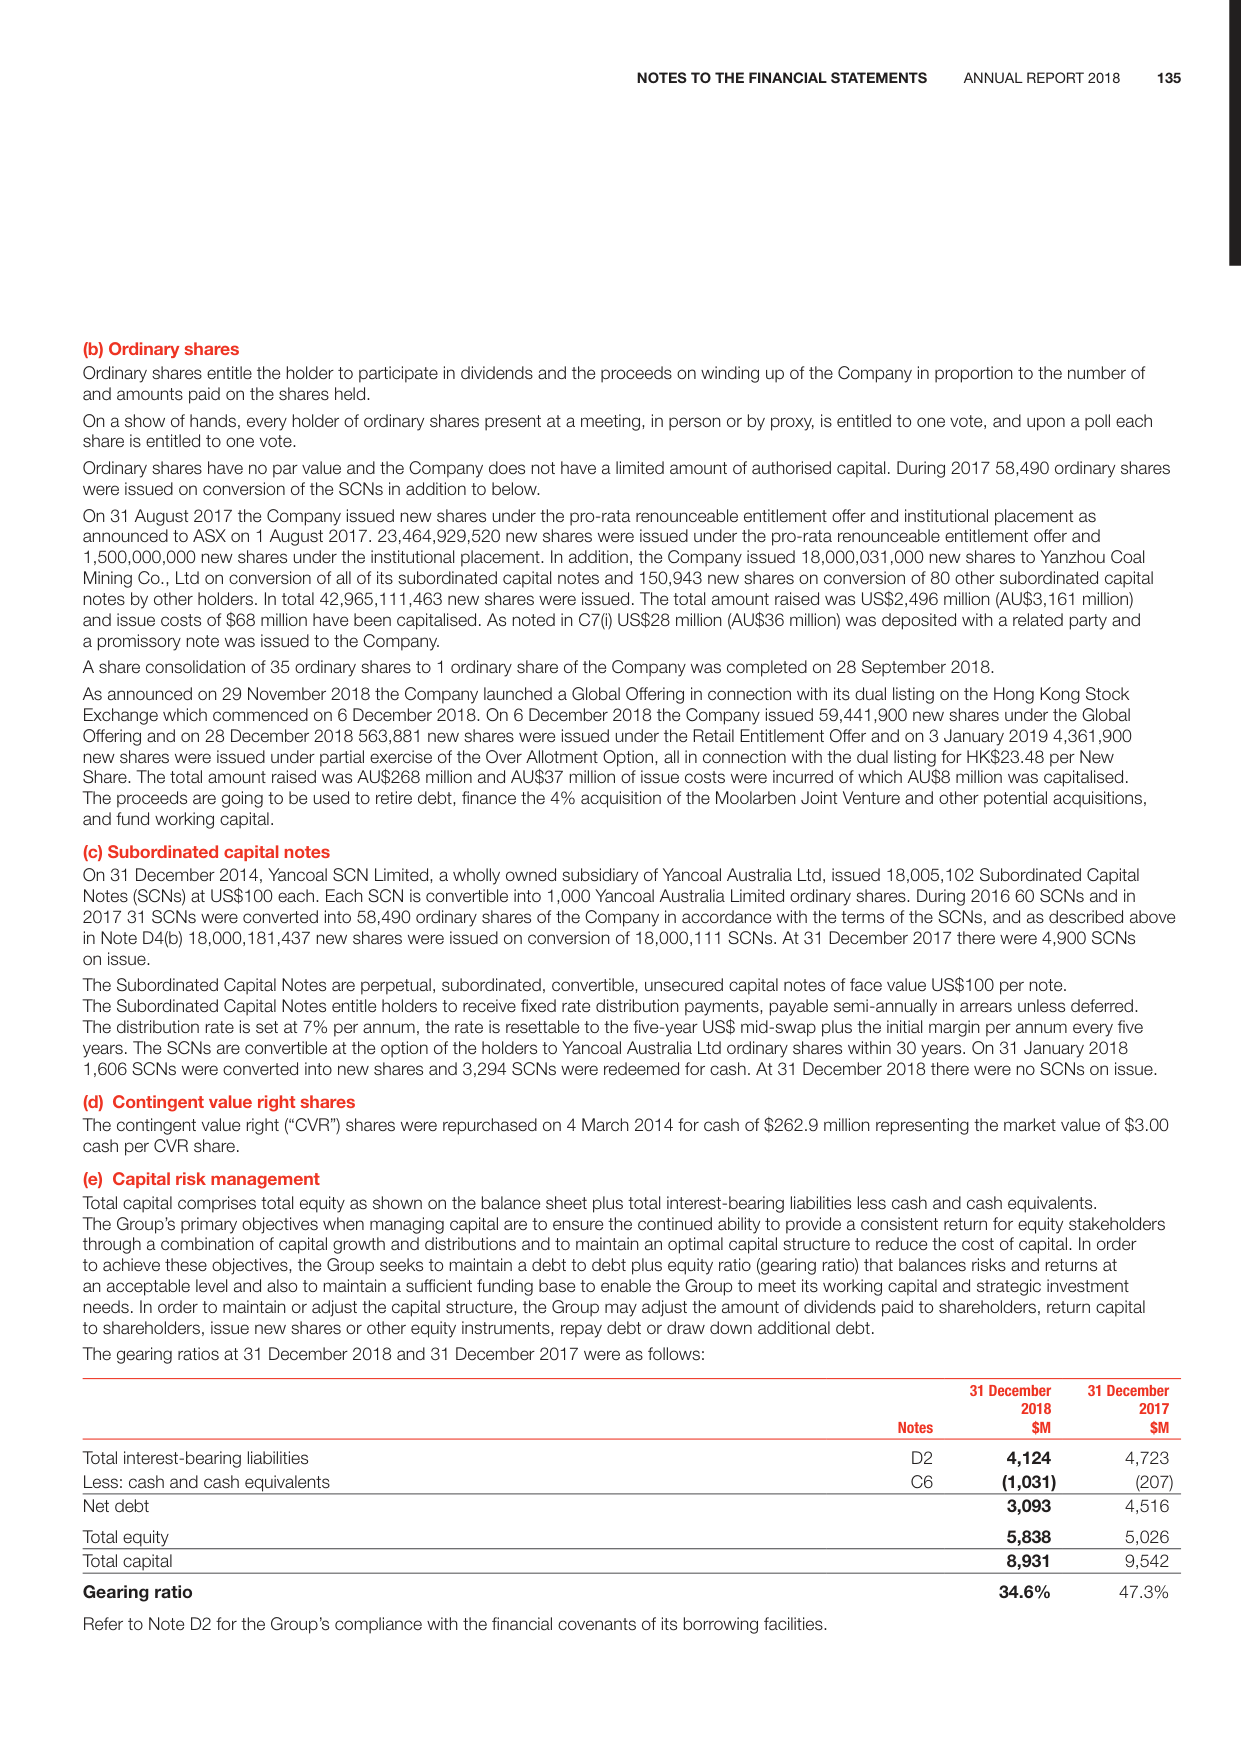 NOTES TO THE FINANCIAL STATEMENTS ANNUAL REPORT 2018 135
(b) Ordinary shares
Ordinary shares entitle the holder to participate in dividends and the proceeds on winding up of the Company in proportion to the number of
and amounts paid on the shares held.
On a show of hands, every holder of ordinary shares present at a meeting, in person or by proxy, is entitled to one vote, and upon a poll each
share is entitled to one vote.
Ordinary shares have no par value and the Company does not have a limited amount of authorised capital. During 2017 58,490 ordinary shares
were issued on conversion of the SCNs in addition to below.
On 31 August 2017 the Company issued new shares under the pro-rata renounceable entitlement offer and institutional placement as
announced to ASX on 1 August 2017. 23,464,929,520 new shares were issued under the pro-rata renounceable entitlement offer and
1,500,000,000 new shares under the institutional placement. In addition, the Company issued 18,000,031,000 new shares to Yanzhou Coal
Mining Co., Ltd on conversion of all of its subordinated capital notes and 150,943 new shares on conversion of 80 other subordinated capital
notes by other holders. In total 42,965,111,463 new shares were issued. The total amount raised was US$2,496 million (AU$3,161 million)
and issue costs of $68 million have been capitalised. As noted in C7(i) US$28 million (AU$36 million) was deposited with a related party and
a promissory note was issued to the Company.
A share consolidation of 35 ordinary shares to 1 ordinary share of the Company was completed on 28 September 2018.
As announced on 29 November 2018 the Company launched a Global Offering in connection with its dual listing on the Hong Kong Stock
Exchange which commenced on 6 December 2018. On 6 December 2018 the Company issued 59,441,900 new shares under the Global
Offering and on 28 December 2018 563,881 new shares were issued under the Retail Entitlement Offer and on 3 January 2019 4,361,900
new shares were issued under partial exercise of the Over Allotment Option, all in connection with the dual listing for HK$23.48 per New
Share. The total amount raised was AU$268 million and AU$37 million of issue costs were incurred of which AU$8 million was capitalised.
The proceeds are going to be used to retire debt, finance the 4% acquisition of the Moolarben Joint Venture and other potential acquisitions,
and fund working capital.
(c) Subordinated capital notes
On 31 December 2014, Yancoal SCN Limited, a wholly owned subsidiary of Yancoal Australia Ltd, issued 18,005,102 Subordinated Capital
Notes (SCNs) at US$100 each. Each SCN is convertible into 1,000 Yancoal Australia Limited ordinary shares. During 2016 60 SCNs and in
2017 31 SCNs were converted into 58,490 ordinary shares of the Company in accordance with the terms of the SCNs, and as described above
in Note D4(b) 18,000,181,437 new shares were issued on conversion of 18,000,111 SCNs. At 31 December 2017 there were 4,900 SCNs
on issue.
The Subordinated Capital Notes are perpetual, subordinated, convertible, unsecured capital notes of face value US$100 per note.
The Subordinated Capital Notes entitle holders to receive fixed rate distribution payments, payable semi-annually in arrears unless deferred.
The distribution rate is set at 7% per annum, the rate is resettable to the five-year US$ mid-swap plus the initial margin per annum every five
years. The SCNs are convertible at the option of the holders to Yancoal Australia Ltd ordinary shares within 30 years. On 31 January 2018
1,606 SCNs were converted into new shares and 3,294 SCNs were redeemed for cash. At 31 December 2018 there were no SCNs on issue.
(d) Contingent value right shares
The contingent value right (“CVR”) shares were repurchased on 4 March 2014 for cash of $262.9 million representing the market value of $3.00
cash per CVR share.
(e) Capital risk management
Total capital comprises total equity as shown on the balance sheet plus total interest-bearing liabilities less cash and cash equivalents.
The Group’s primary objectives when managing capital are to ensure the continued ability to provide a consistent return for equity stakeholders
through a combination of capital growth and distributions and to maintain an optimal capital structure to reduce the cost of capital. In order
to achieve these objectives, the Group seeks to maintain a debt to debt plus equity ratio (gearing ratio) that balances risks and returns at
an acceptable level and also to maintain a sufficient funding base to enable the Group to meet its working capital and strategic investment
needs. In order to maintain or adjust the capital structure, the Group may adjust the amount of dividends paid to shareholders, return capital
to shareholders, issue new shares or other equity instruments, repay debt or draw down additional debt.
The gearing ratios at 31 December 2018 and 31 December 2017 were as follows:
31 December 31 December
2018 2017
Notes $M $M
Total interest-bearing liabilities D2 4,124 4,723
Less: cash and cash equivalents C6 (1,031) (207)
Net debt 3,093 4,516
Total equity 5,838 5,026
Total capital 8,931 9,542
Gearing ratio 34.6% 47.3%
Refer to Note D2 for the Group’s compliance with the financial covenants of its borrowing facilities.